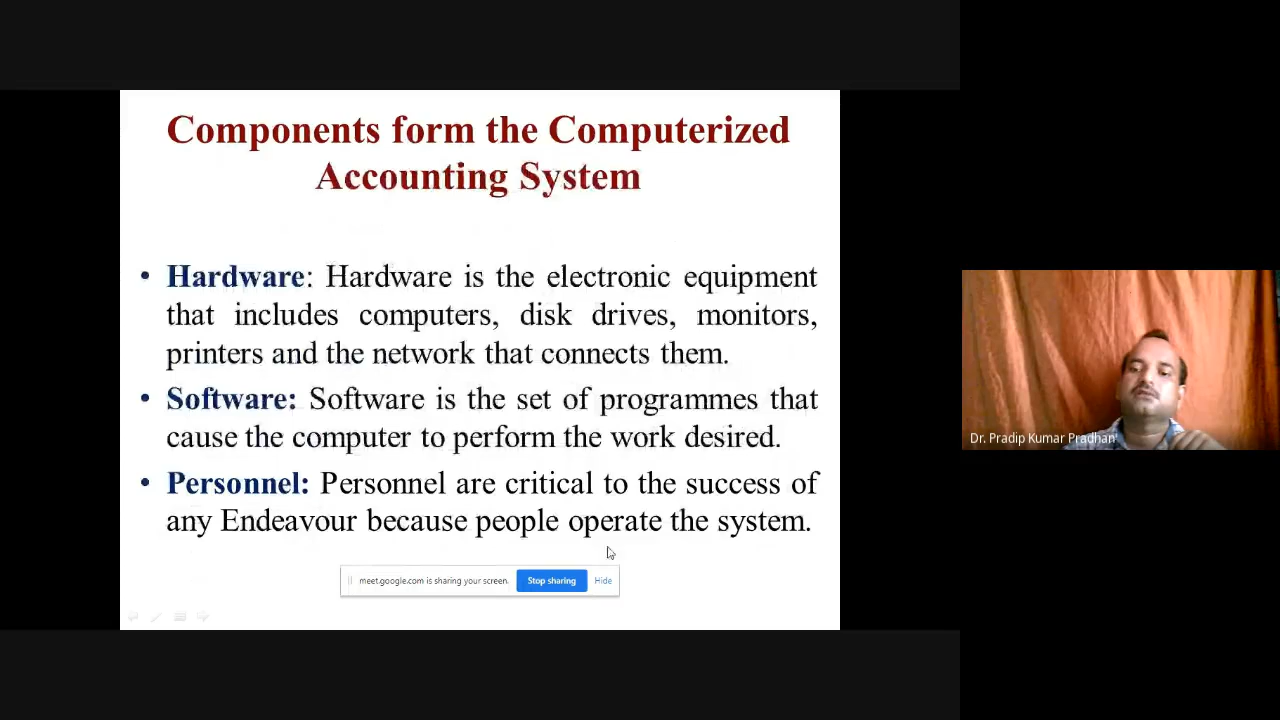 Components form the Computerized
Accounting System
• Hardware: Hardware is the electronic equipment
that includes computers, disk drives, monitors,
printers and the network that connects them.
• Software: Software is the set of programmes that
cause the computer to perform the work desired.
• Personnel: Personnel are critical to the success of
any Endeavour because people operate the system.
meet.google.com is sharing your screen. Stop sharing Hide
Dr. Pradip Kumar Pradhan